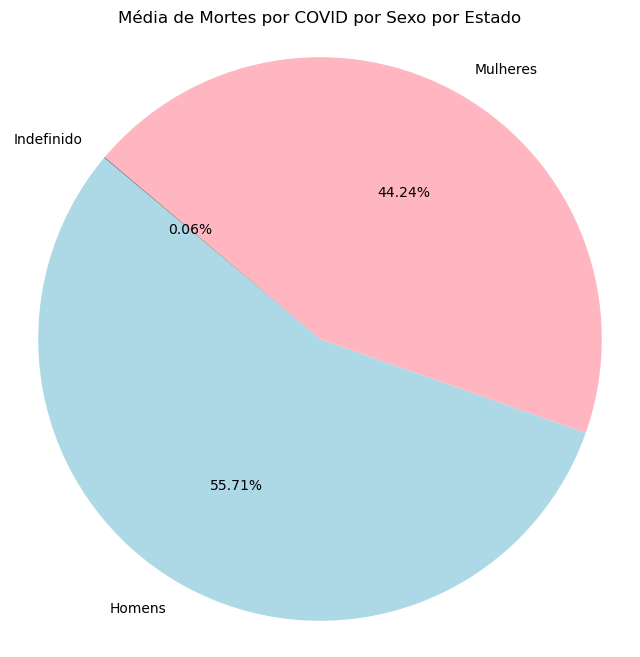 Média de Mortes por COVID por Sexo por Estado
Mulheres
Indefinido
44.24%
0.06%
55.71%
Homens